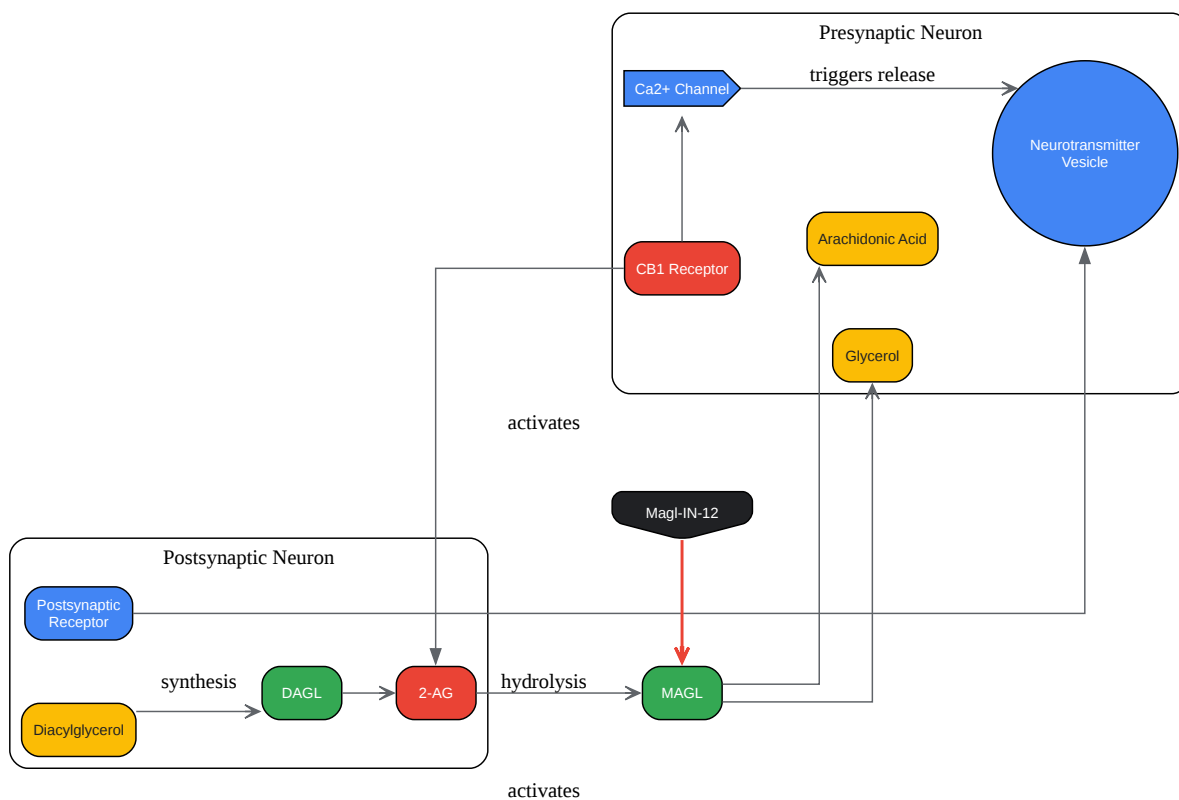 Presynaptic Neuron
triggers release
Ca2+ Channel
Neurotransmitter
Vesicle
Arachidonic Acid
CB1 Receptor
Glycerol
activates
Magl-IN-12
Postsynaptic Neuron
Postsynaptic
Receptor
synthesis
DAGL
2-AG
hydrolysis
MAGL
Diacylglycerol
activates